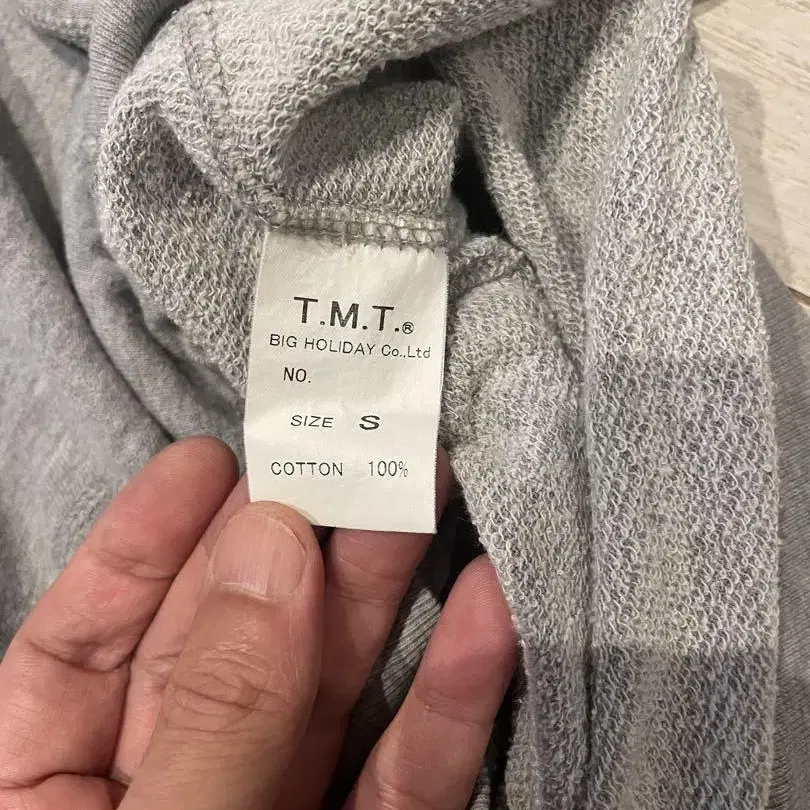 T.M.T.®
BIG HOLIDAY Co.,Ltd
NO.
SIZE S
COTTON 100%